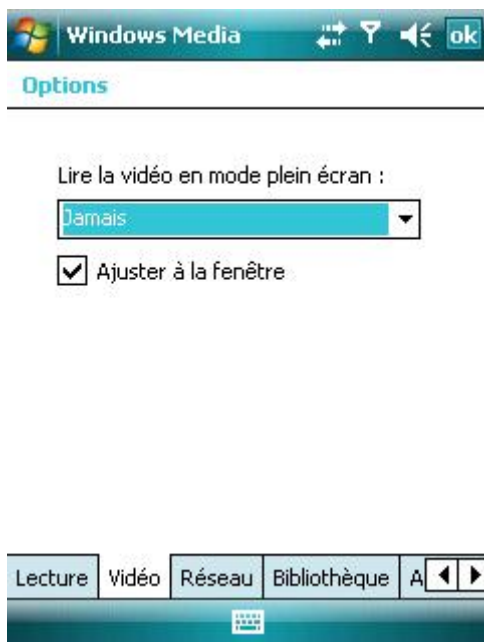 Windows Media ok
Options
Lire la vidéo en mode plein écran :
Jamais
Ajuster à la fenêtre
Lecture Vidéo Réseau Bibliothèque A